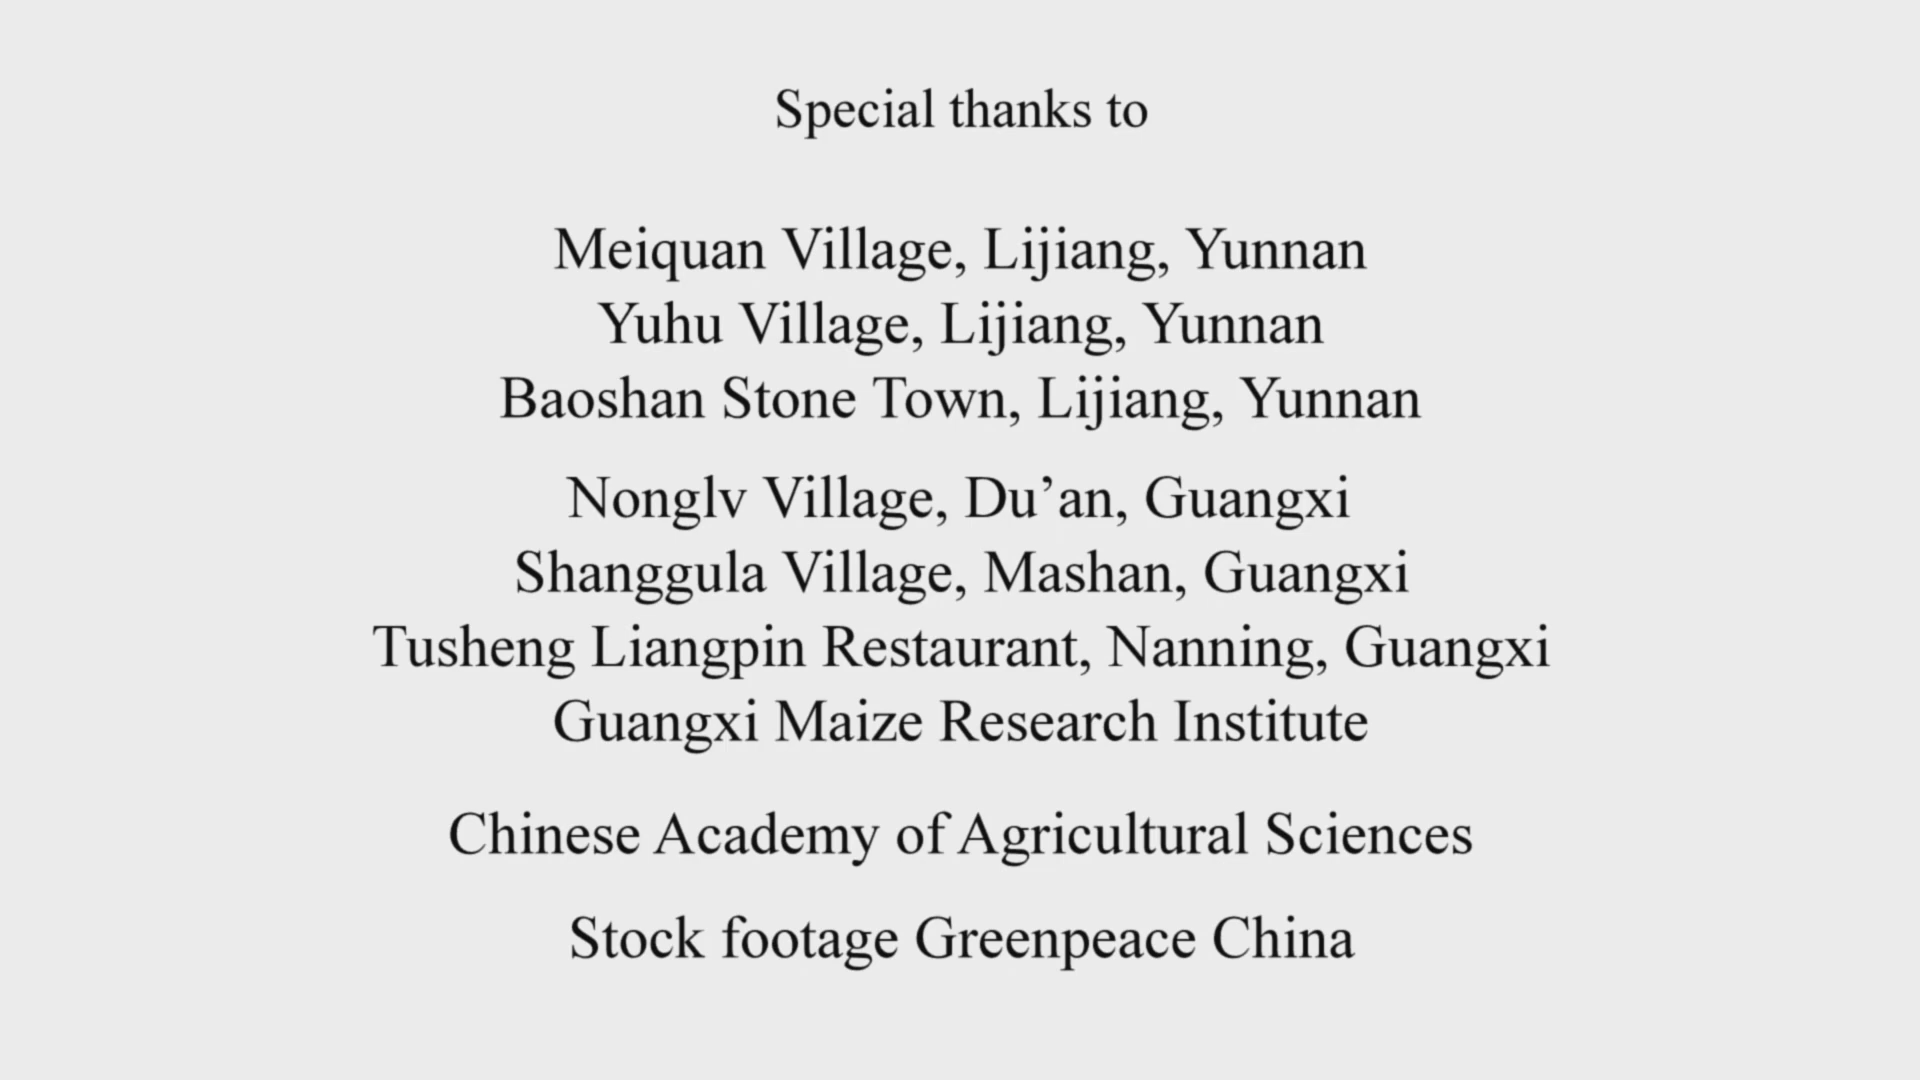 Special thanks to
Meiquan Village, Lijiang, Yunnan
Yuhu Village, Lijiang, Yunnan
Baoshan Stone Town, Lijiang, Yunnan
Nonglv Village, Du’an, Guangxi
Shanggula Village, Mashan, Guangxi
Tusheng Liangpin Restaurant, Nanning, Guangxi
Guangxi Maize Research Institute
Chinese Academy of Agricultural Sciences
Stock footage Greenpeace China